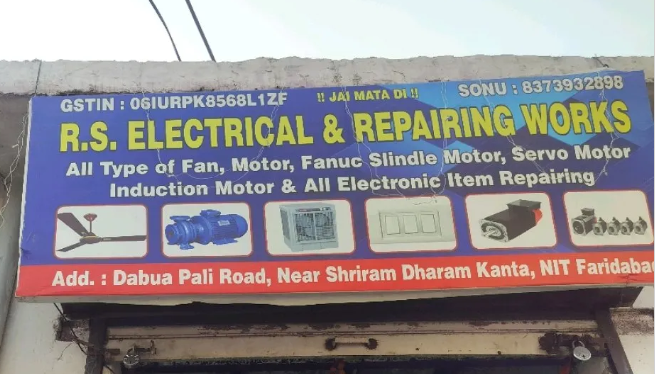 GSTIN : 06IURPK8568L1ZF !! JAI MATA DI !! SONU : 8373932898
R.S. ELECTRICAL & REPAIRING WORKS
All Type of Fan, Motor, Fanuc Slindle Motor, Servo Motor
Induction Motor & All Electronic Item Repairing
Add. : Dabua Pali Road, Near Shriram Dharam Kanta, NIT Faridaba